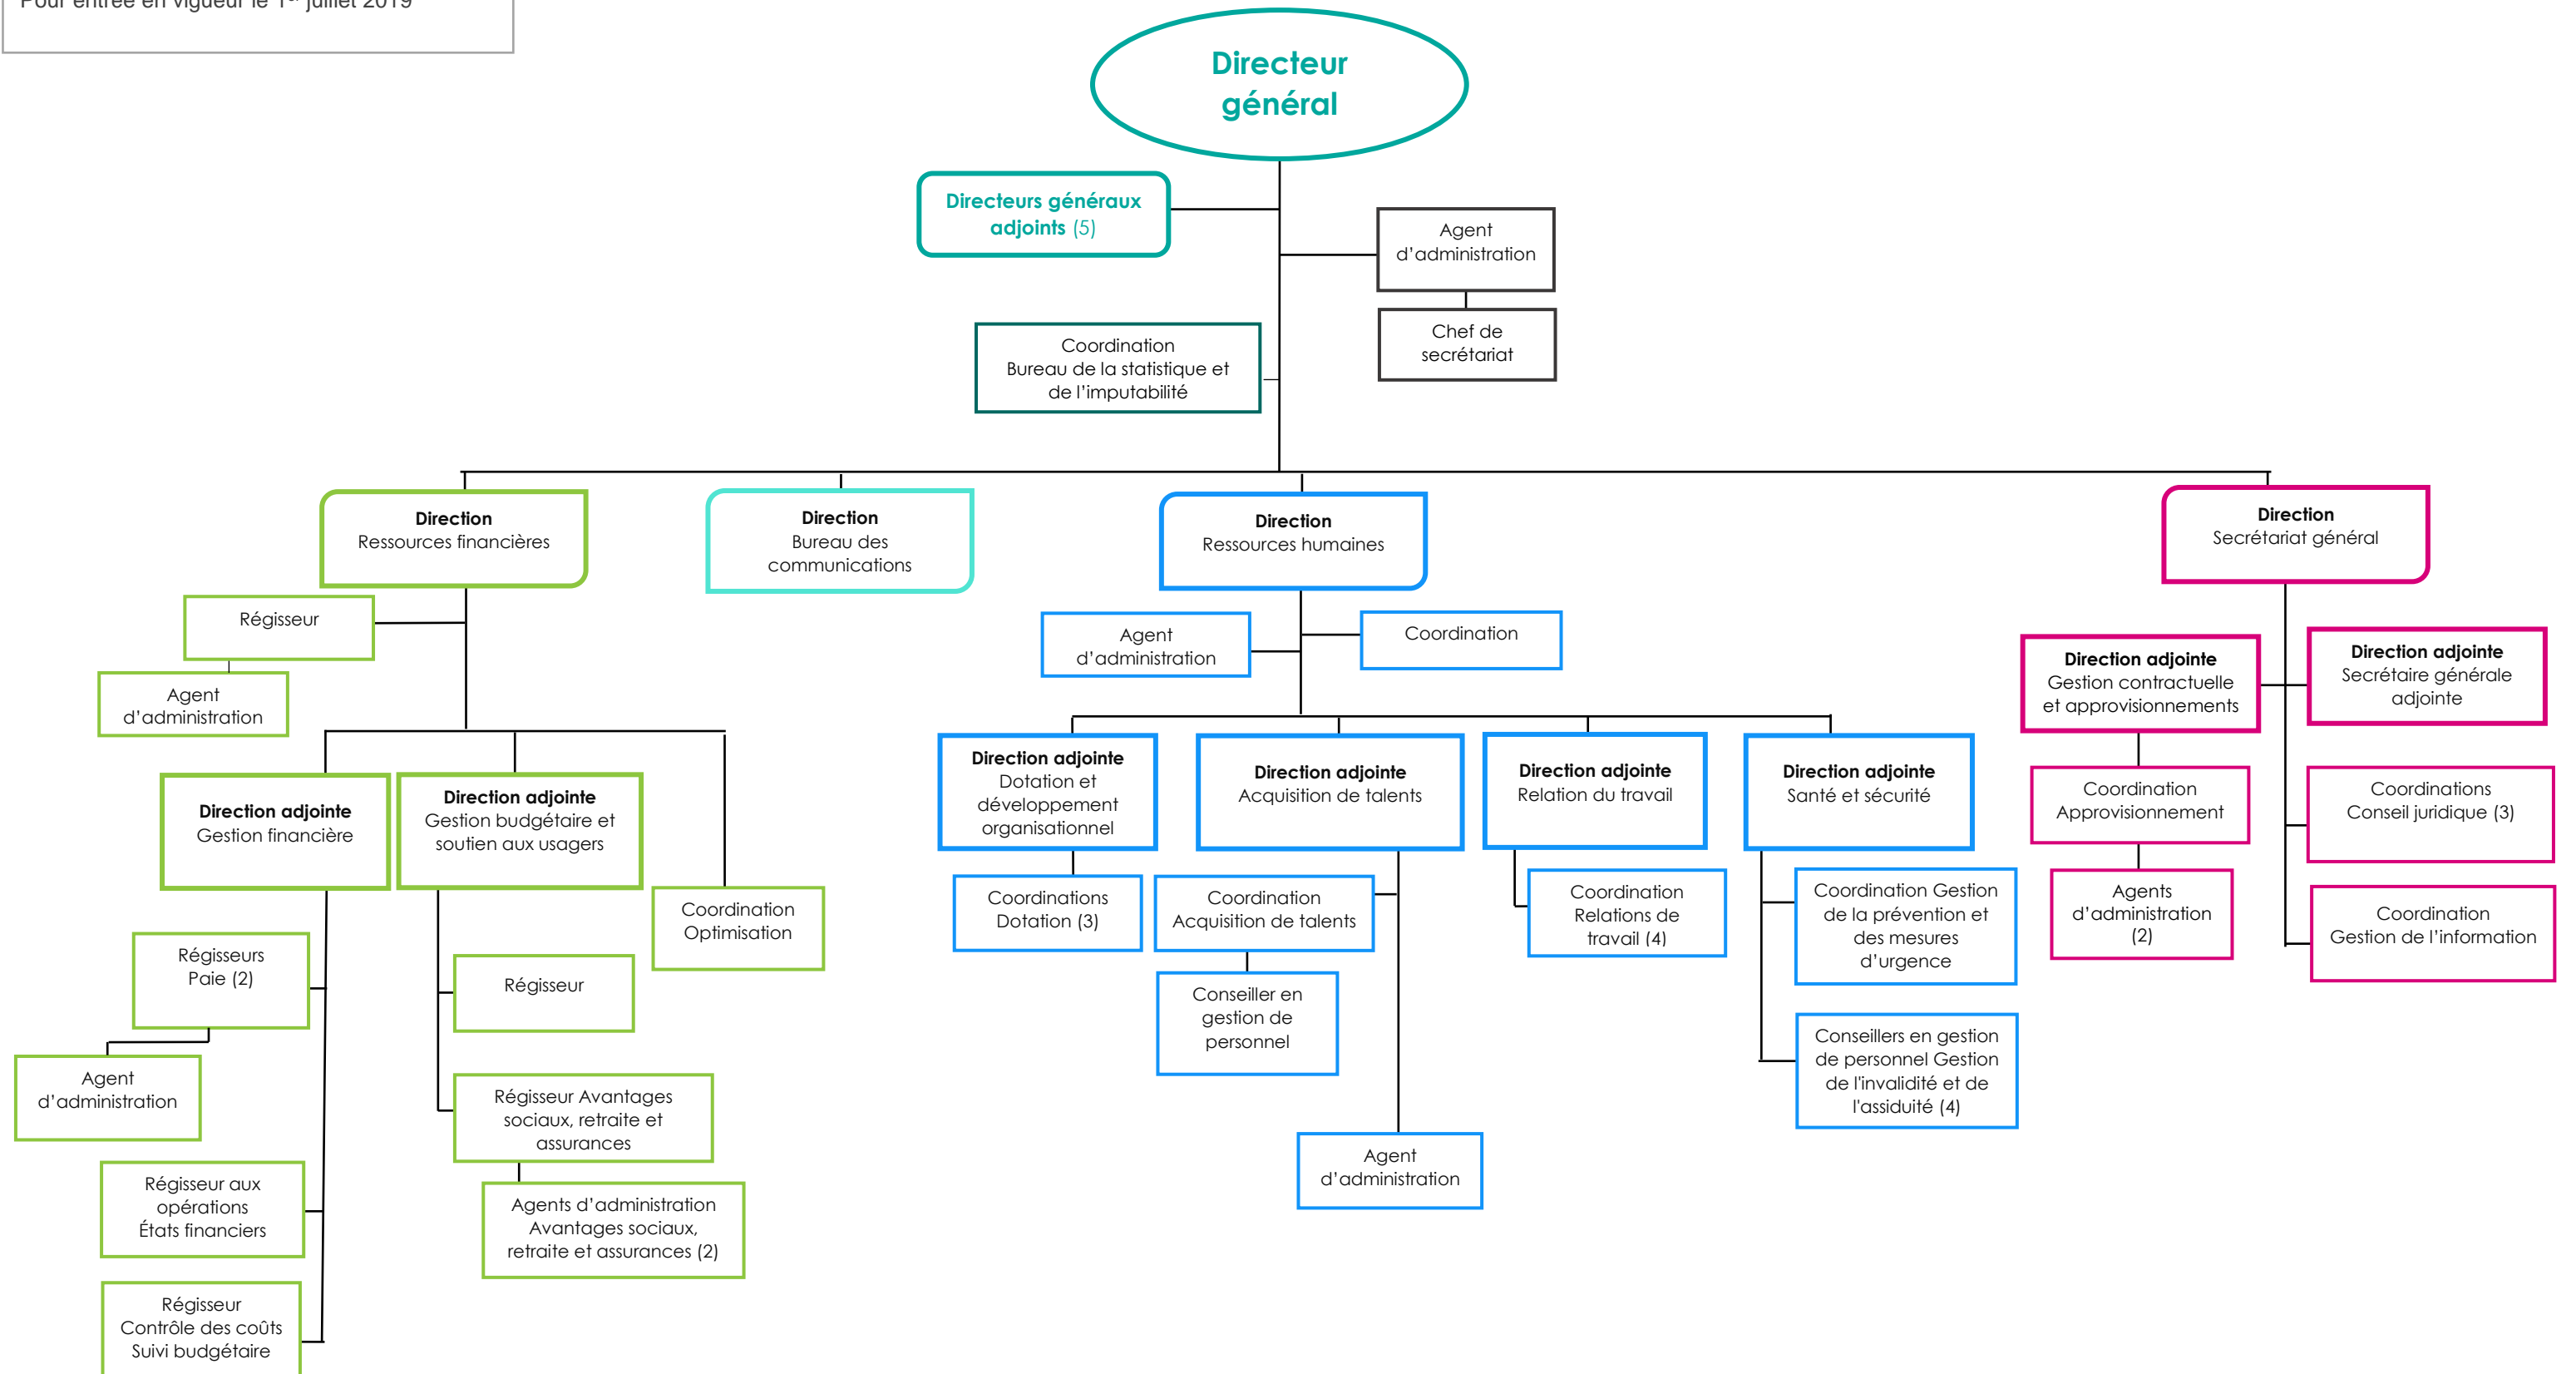 Pour entrée en vigueur le 1er juillet 2019
Directeur
général
Directeurs généraux
adjoints (5)
Agent
d’administration
Chef de
secrétariat
Coordination
Bureau de la statistique et
de l’imputabilité
Direction
Ressources financières
Direction
Bureau des
communications
Direction
Ressources humaines
Direction
Secrétariat général
Régisseur
Agent
d’administration
Agent
d’administration
Coordination
Direction adjointe
Gestion contractuelle
et approvisionnements
Direction adjointe
Secrétaire générale
adjointe
Direction adjointe
Gestion financière
Direction adjointe
Gestion budgétaire et
soutien aux usagers
Coordination
Optimisation
Direction adjointe
Dotation et
développement
organisationnel
Direction adjointe
Acquisition de talents
Direction adjointe
Relation du travail
Direction adjointe
Santé et sécurité
Coordination
Approvisionnement
Coordinations
Conseil juridique (3)
Coordinations
Dotation (3)
Coordination
Acquisition de talents
Coordination
Relations de
travail (4)
Coordination Gestion
de la prévention et
des mesures
d’urgence
Agents
d’administration
(2)
Coordination
Gestion de l’information
Régisseurs
Paie (2)
Régisseur
Conseiller en
gestion de
personnel
Conseillers en gestion
de personnel Gestion
de l'invalidité et de
l'assiduité (4)
Agent
d’administration
Régisseur Avantages
sociaux, retraite et
assurances
Agent
d’administration
Régisseur aux
opérations
États financiers
Agents d’administration
Avantages sociaux,
retraite et assurances (2)
Régisseur
Contrôle des coûts
Suivi budgétaire